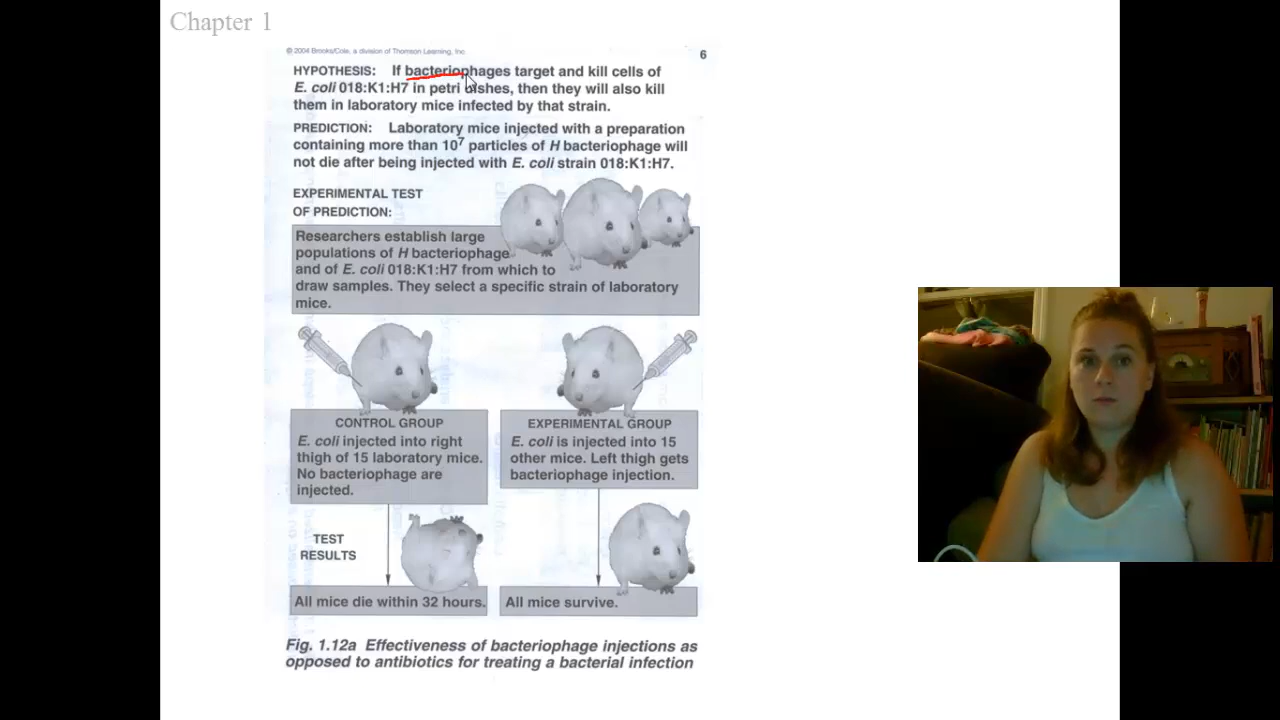 Chapter 1
© 2004 Brooks/Cole, a division of Thomson Learning, Inc.
6
HYPOTHESIS: If bacteriophages target and kill cells of
E. coli 018:K1:H7 in petri dishes, then they will also kill
them in laboratory mice infected by that strain.
PREDICTION: Laboratory mice injected with a preparation
containing more than 10⁷ particles of H bacteriophage will
not die after being injected with E. coli strain 018:K1:H7.
EXPERIMENTAL TEST
OF PREDICTION:
Researchers establish large
populations of H bacteriophage
and of E. coli 018:K1:H7 from which to
draw samples. They select a specific strain of laboratory
mice.
CONTROL GROUP
E. coli injected into right
thigh of 15 laboratory mice.
No bacteriophage are
injected.
EXPERIMENTAL GROUP
E. coli is injected into 15
other mice. Left thigh gets
bacteriophage injection.
TEST
RESULTS
All mice die within 32 hours.
All mice survive.
Fig. 1.12a Effectiveness of bacteriophage injections as
opposed to antibiotics for treating a bacterial infection